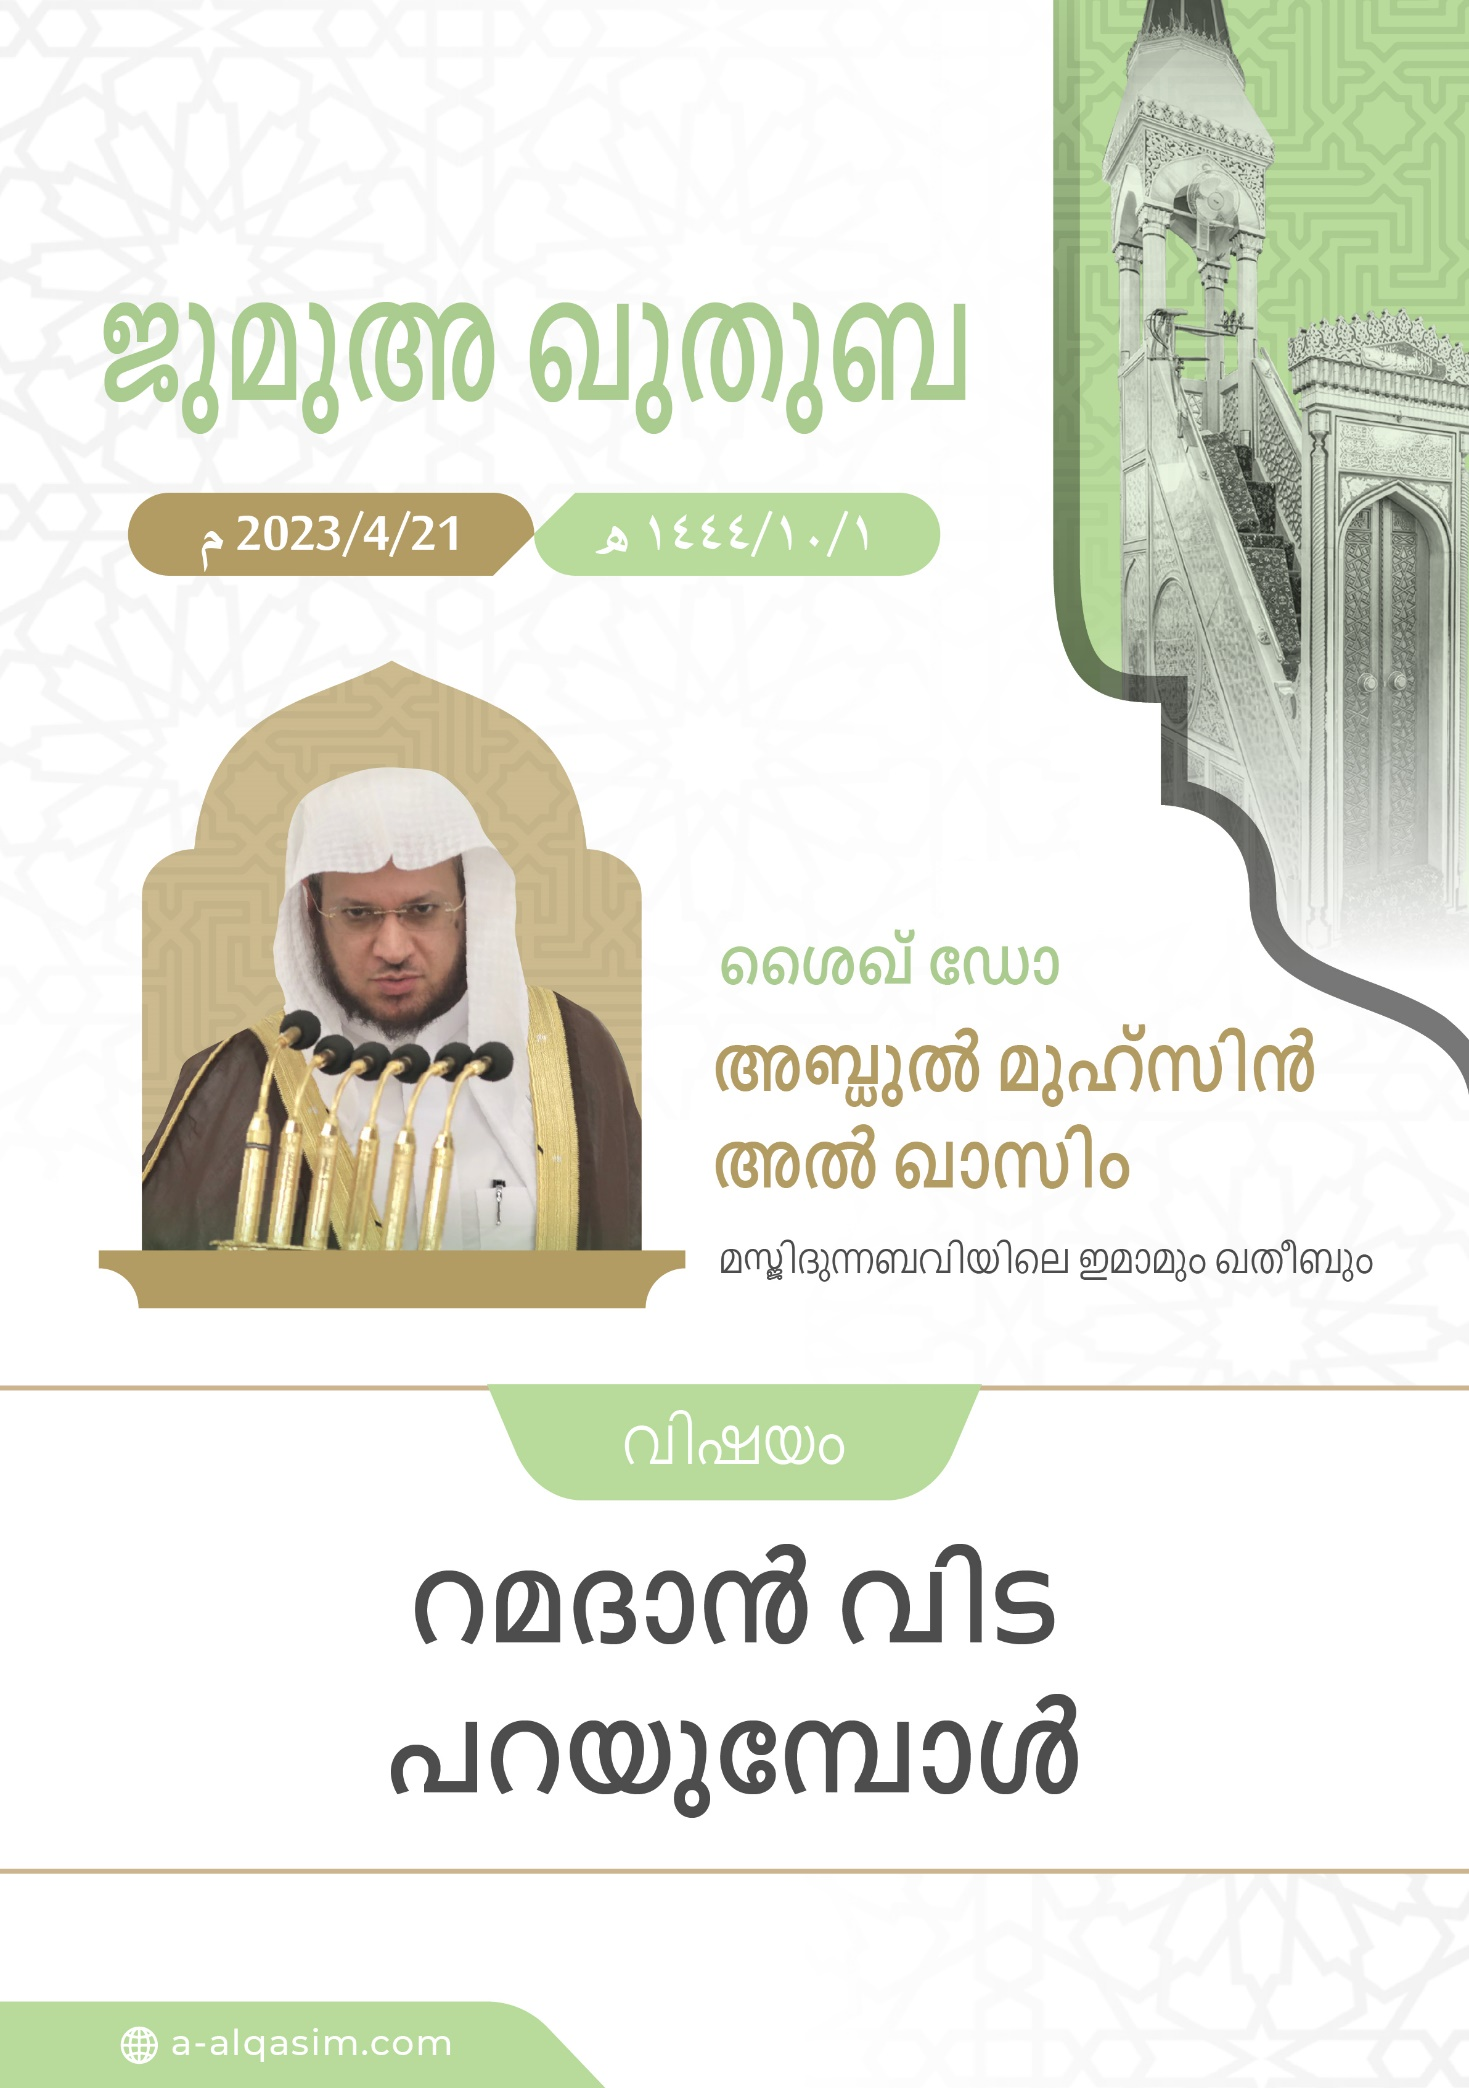 ജുമുഅ ഖുതുബ
2023/4/21 م
١٤٤٤/١٠/١ هـ
ശൈഖ് ഡോ
അബ്ദുൽ മുഹ്സിൻ
അൽ ഖാസിം
മസ്ജിദുന്നബവിയിലെ ഇമാമും ഖതീബും
വിഷയം
റമദാൻ വിട
പറയുമ്പോൾ
a-alqasim.com